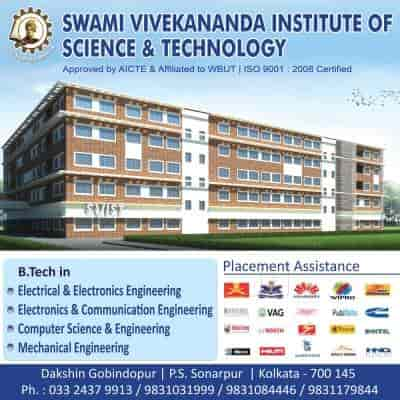 SWAMI VIVEKANANDA INSTITUTE OF
SCIENCE & TECHNOLOGY
Approved by AICTE & Affiliated to WBUT | ISO 9001 : 2008 Certified
SVIST
B.Tech in
Electrical & Electronics Engineering
Electronics & Communication Engineering
Computer Science & Engineering
Mechanical Engineering
Placement Assistance
HUAWEI
WIPRO
VAG
BOSCH
HNG
Dakshin Gobindopur | P.S. Sonarpur | Kolkata - 700 145
Ph. : 033 2437 9913 / 9831031999 / 9831084446 / 9831179844